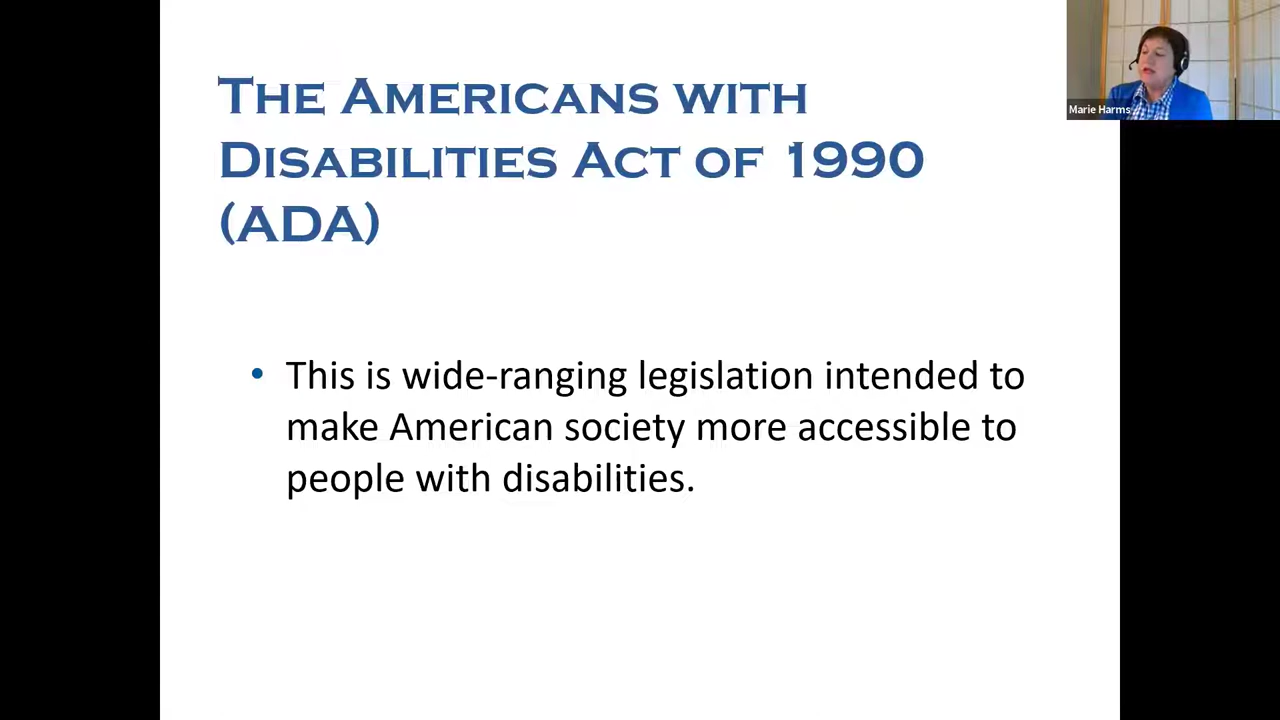 The Americans with
Disabilities Act of 1990
(ADA)
• This is wide-ranging legislation intended to
make American society more accessible to
people with disabilities.
Marie Harms